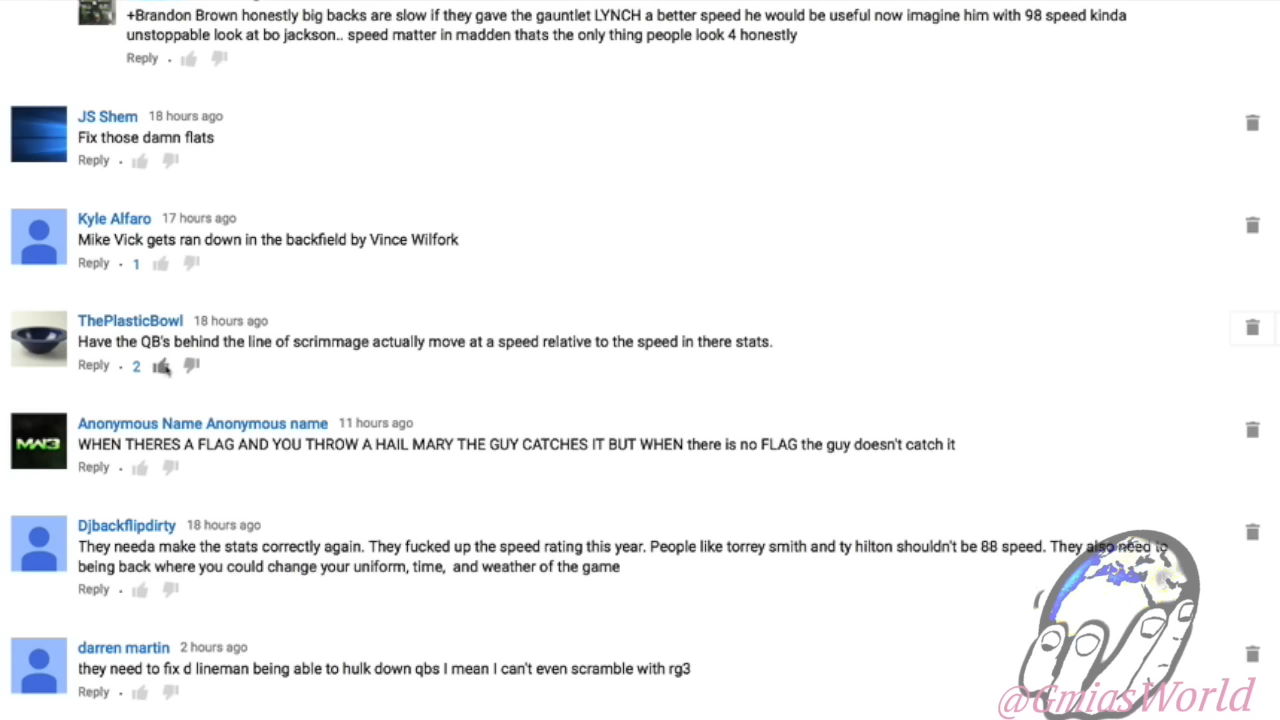 +Brandon Brown honestly big backs are slow if they gave the gauntlet LYNCH a better speed he would be useful now imagine him with 98 speed kinda
unstoppable look at bo jackson.. speed matter in madden thats the only thing people look 4 honestly
Reply .
JS Shem 18 hours ago
Fix those damn flats
Reply .
Kyle Alfaro 17 hours ago
Mike Vick gets ran down in the backfield by Vince Wilfork
Reply . 1
ThePlasticBowl 18 hours ago
Have the QB's behind the line of scrimmage actually move at a speed relative to the speed in there stats.
Reply . 2
MW3
Anonymous Name Anonymous name 11 hours ago
WHEN THERES A FLAG AND YOU THROW A HAIL MARY THE GUY CATCHES IT BUT WHEN there is no FLAG the guy doesn't catch it
Reply .
Djbackflipdirty 18 hours ago
They needa make the stats correctly again. They fucked up the speed rating this year. People like torrey smith and ty hilton shouldn't be 88 speed. They also need to
being back where you could change your uniform, time, and weather of the game
Reply .
darren martin 2 hours ago
they need to fix d lineman being able to hulk down qbs I mean I can't even scramble with rg3
Reply .
@GmiasWorld